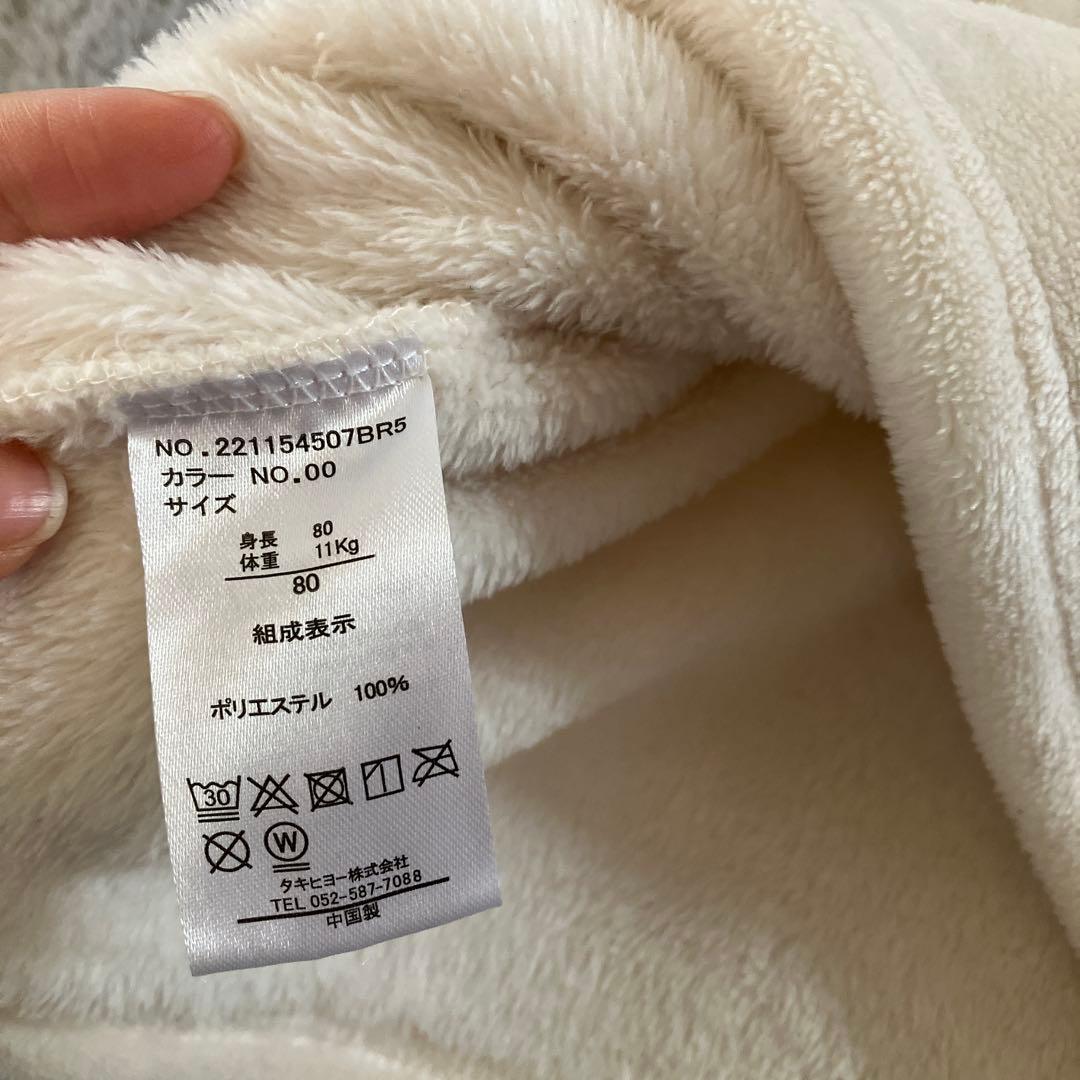 NO.221154507BR5
カラー NO.00
サイズ
身長 80
体重 11Kg
80
組成表示
ポリエステル 100%
30
W
タキヒヨー株式会社
TEL 052-587-7088
中国製